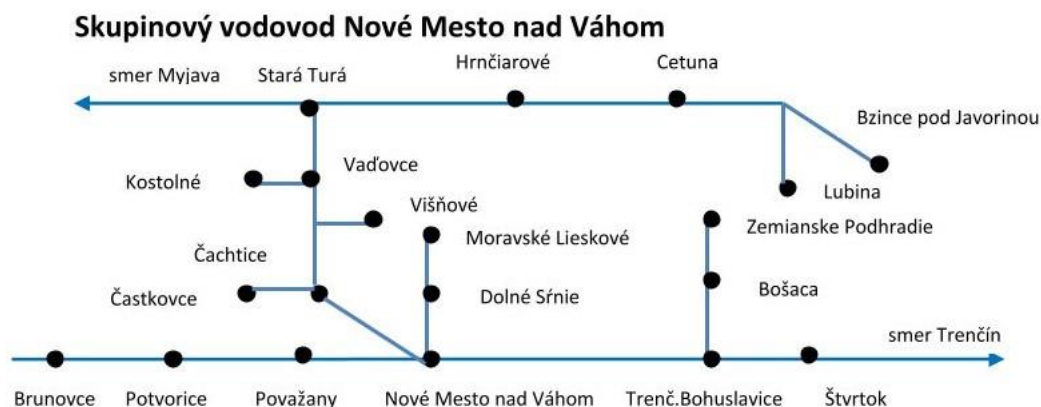 Skupinový vodovod Nové Mesto nad Váhom
smer Myjava
Stará Turá
Hrnčiarové
Cetuna
Bzince pod Javorinou
Kostolné
Vaďovce
Lubina
Višňové
Zemianske Podhradie
Moravské Lieskové
Čachtice
Častkovce
Dolné Sŕnie
Bošaca
smer Trenčín
Brunovce
Potvorice
Považany
Nové Mesto nad Váhom
Trenč.Bohuslavice
Štvrtok